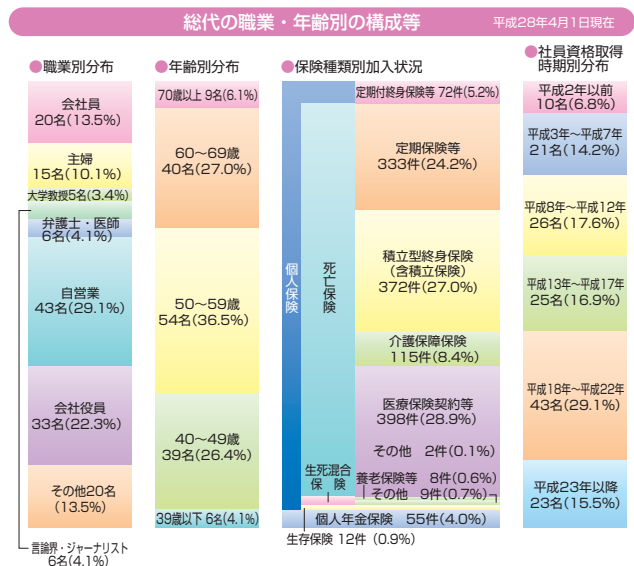 総代の職業・年齢別の構成等
平成28年4月1日現在
●職業別分布
会社員
20名(13.5%)
主婦
15名(10.1%)
大学教授5名(3.4%)
弁護士・医師
6名(4.1%)
自営業
43名(29.1%)
会社役員
33名(22.3%)
その他20名
(13.5%)
言論界・ジャーナリスト
6名(4.1%)
●年齢別分布
70歳以上 9名(6.1%)
60〜69歳
40名(27.0%)
50〜59歳
54名(36.5%)
40〜49歳
39名(26.4%)
39歳以下 6名(4.1%)
●保険種類別加入状況
個人保険
死亡保険
定期付終身保険等 72件(5.2%)
定期保険等
333件(24.2%)
積立型終身保険
(含積立保険)
372件(27.0%)
介護保障保険
115件(8.4%)
医療保険契約等
398件(28.9%)
その他 2件(0.1%)
生死混合
保険
養老保険等 8件(0.6%)
その他 9件(0.7%)
個人年金保険 55件(4.0%)
生存保険 12件(0.9%)
●社員資格取得
時期別分布
平成2年以前
10名(6.8%)
平成3年〜平成7年
21名(14.2%)
平成8年〜平成12年
26名(17.6%)
平成13年〜平成17年
25名(16.9%)
平成18年〜平成22年
43名(29.1%)
平成23年以降
23名(15.5%)